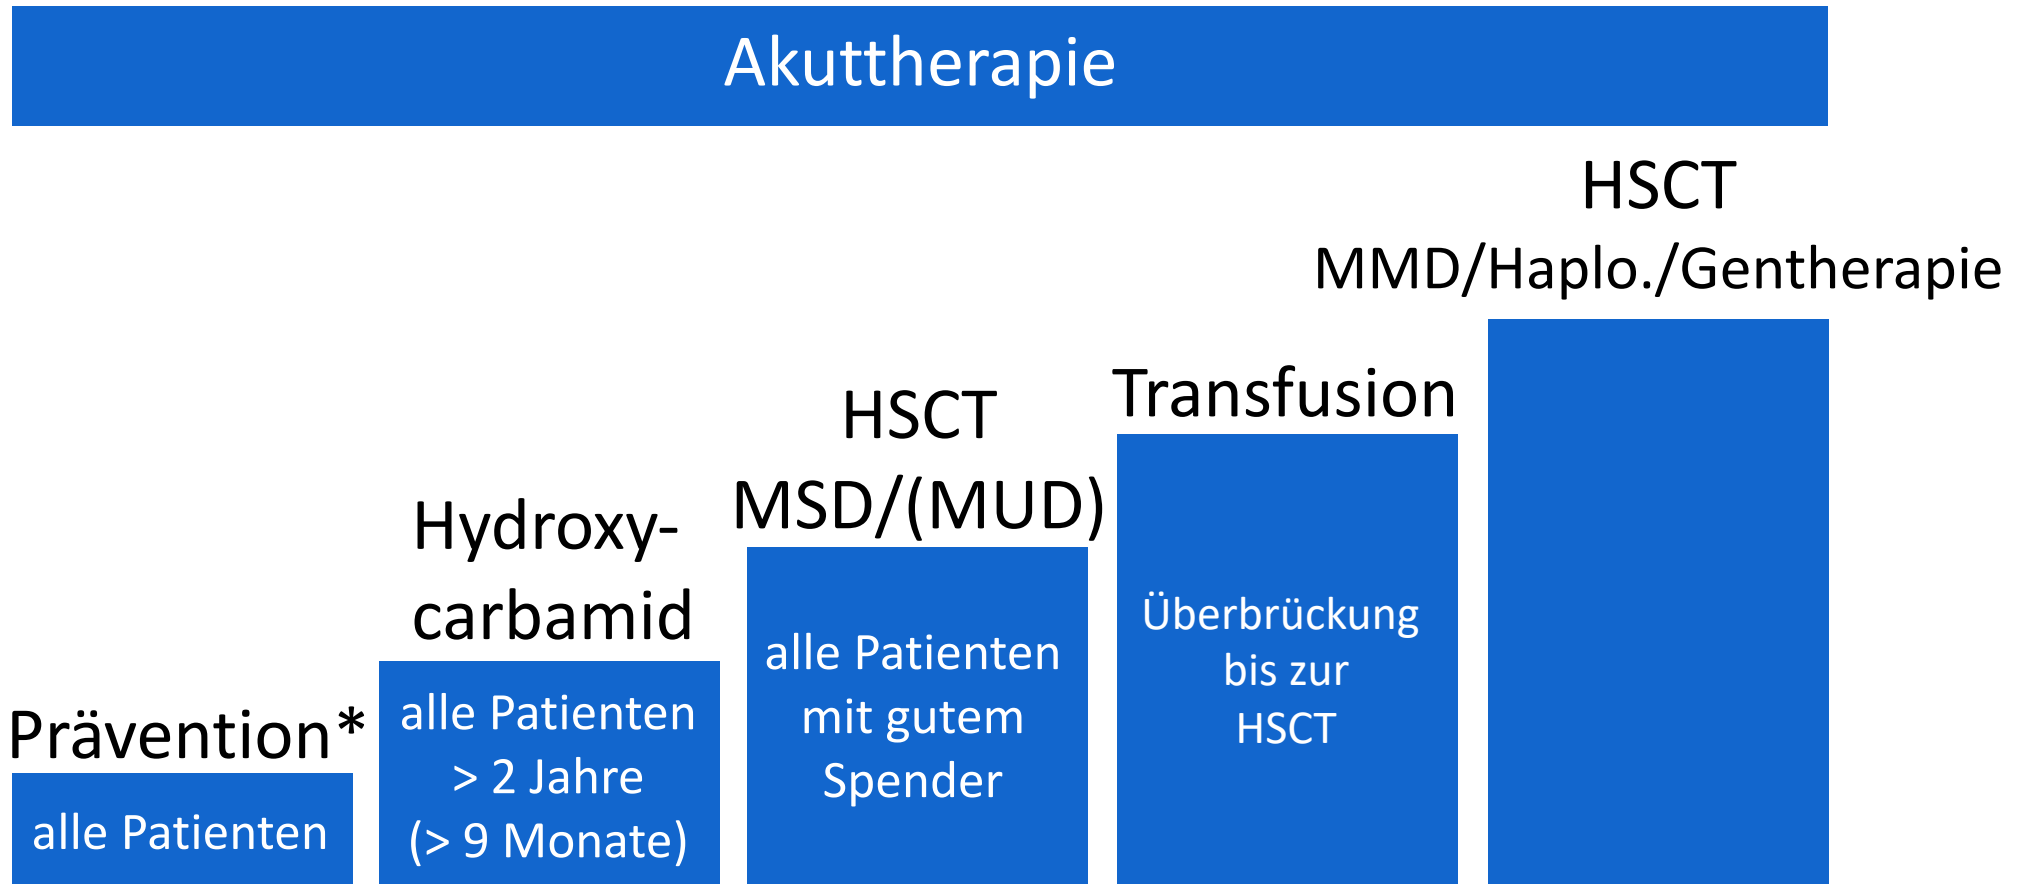 Akuttherapie
Prävention*
alle Patienten
Hydroxy-
carbamid
alle Patienten
> 2 Jahre
(> 9 Monate)
HSCT
MSD/(MUD)
alle Patienten
mit gutem
Spender
Transfusion
Überbrückung
bis zur
HSCT
HSCT
MMD/Haplo./Gentherapie